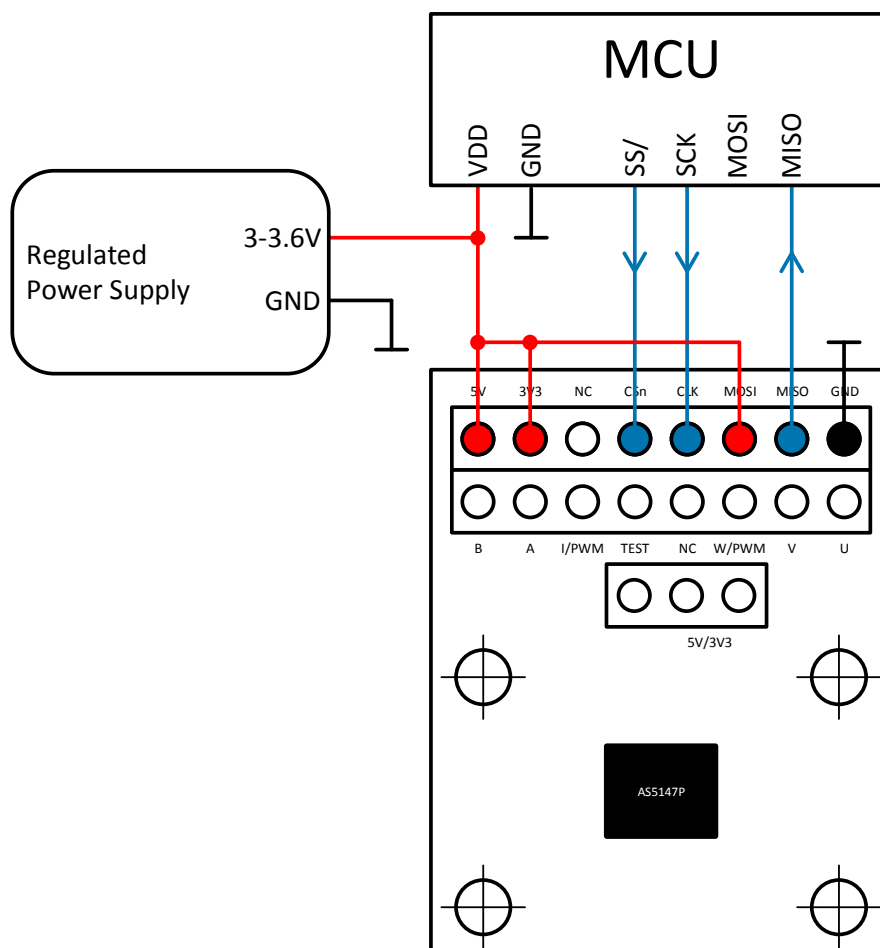 MCU
VDD GND SS/ SCK MOSI MISO
3-3.6V
Regulated
Power Supply
GND
5V 3V3 NC CSn CLK MOSI MISO GND
B A I/PWM TEST NC W/PWM V U
5V/3V3
AS5147P